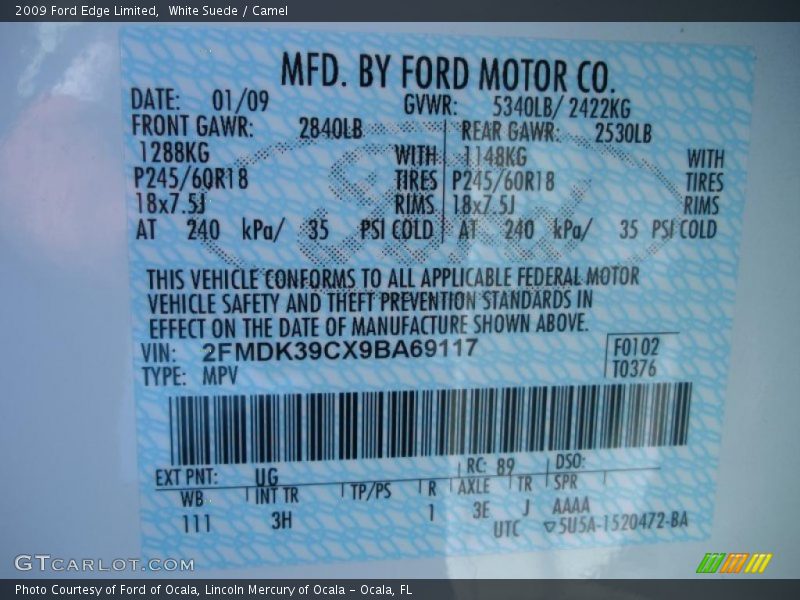 2009 Ford Edge Limited, White Suede / Camel
MFD. BY FORD MOTOR CO.
DATE: 01/09 GVWR: 5340LB/ 2422KG
FRONT GAWR: 2840LB REAR GAWR: 2530LB
1288KG WITH 1148KG WITH
P245/60R18 TIRES P245/60R18 TIRES
18x7.5J RIMS 18x7.5J RIMS
AT 240 kPa/ 35 PSI COLD AT 240 kPa/ 35 PSI COLD
THIS VEHICLE CONFORMS TO ALL APPLICABLE FEDERAL MOTOR
VEHICLE SAFETY AND THEFT PREVENTION STANDARDS IN
EFFECT ON THE DATE OF MANUFACTURE SHOWN ABOVE.
VIN: 2FMDK39CX9BA69117 F0102
TYPE: MPV T0376
EXT PNT: UG RC: 89 DSO:
WB INT TR TP/PS R AXLE TR SPR
111 3H 1 3E J AAAA
UTC ▽5U5A-1520472-BA
GTCARLOT.COM
Photo Courtesy of Ford of Ocala, Lincoln Mercury of Ocala - Ocala, FL